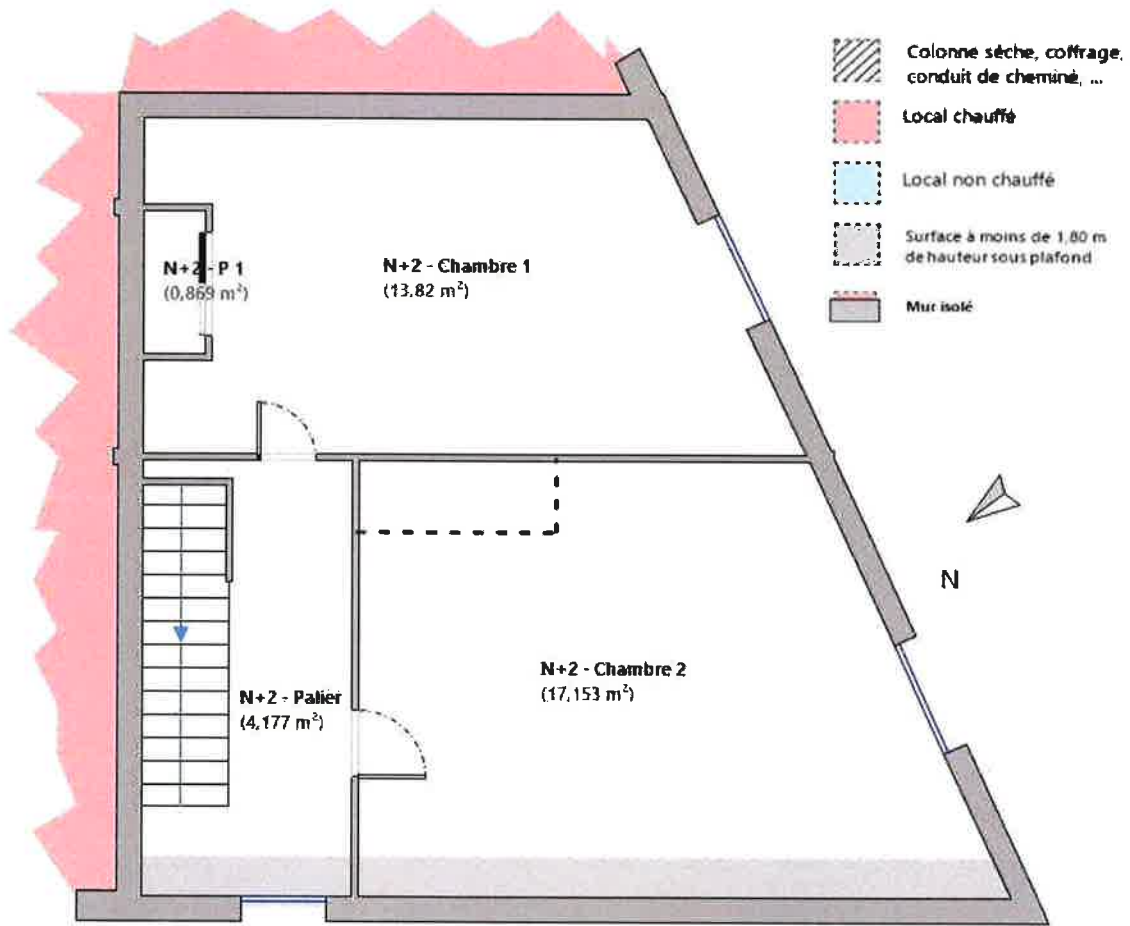 Colonne sèche, coffrage,
conduit de cheminé, ...
Local chauffé
Local non chauffé
Surface à moins de 1,80 m
de hauteur sous plafond
Mur isolé
N+2 - P 1
(0,869 m²)
N+2 - Chambre 1
(13,82 m²)
N
N+2 - Chambre 2
(17,153 m²)
N+2 - Palier
(4,177 m²)